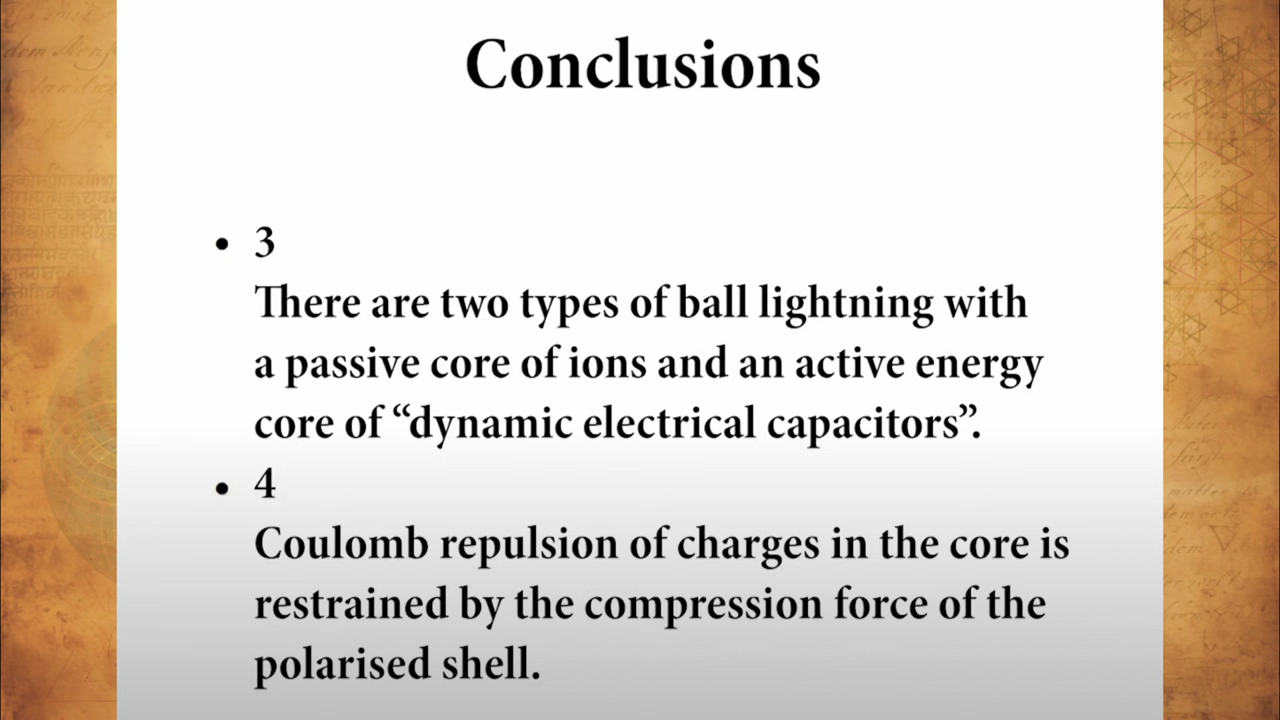 Conclusions
• 3
There are two types of ball lightning with
a passive core of ions and an active energy
core of “dynamic electrical capacitors”.
• 4
Coulomb repulsion of charges in the core is
restrained by the compression force of the
polarised shell.